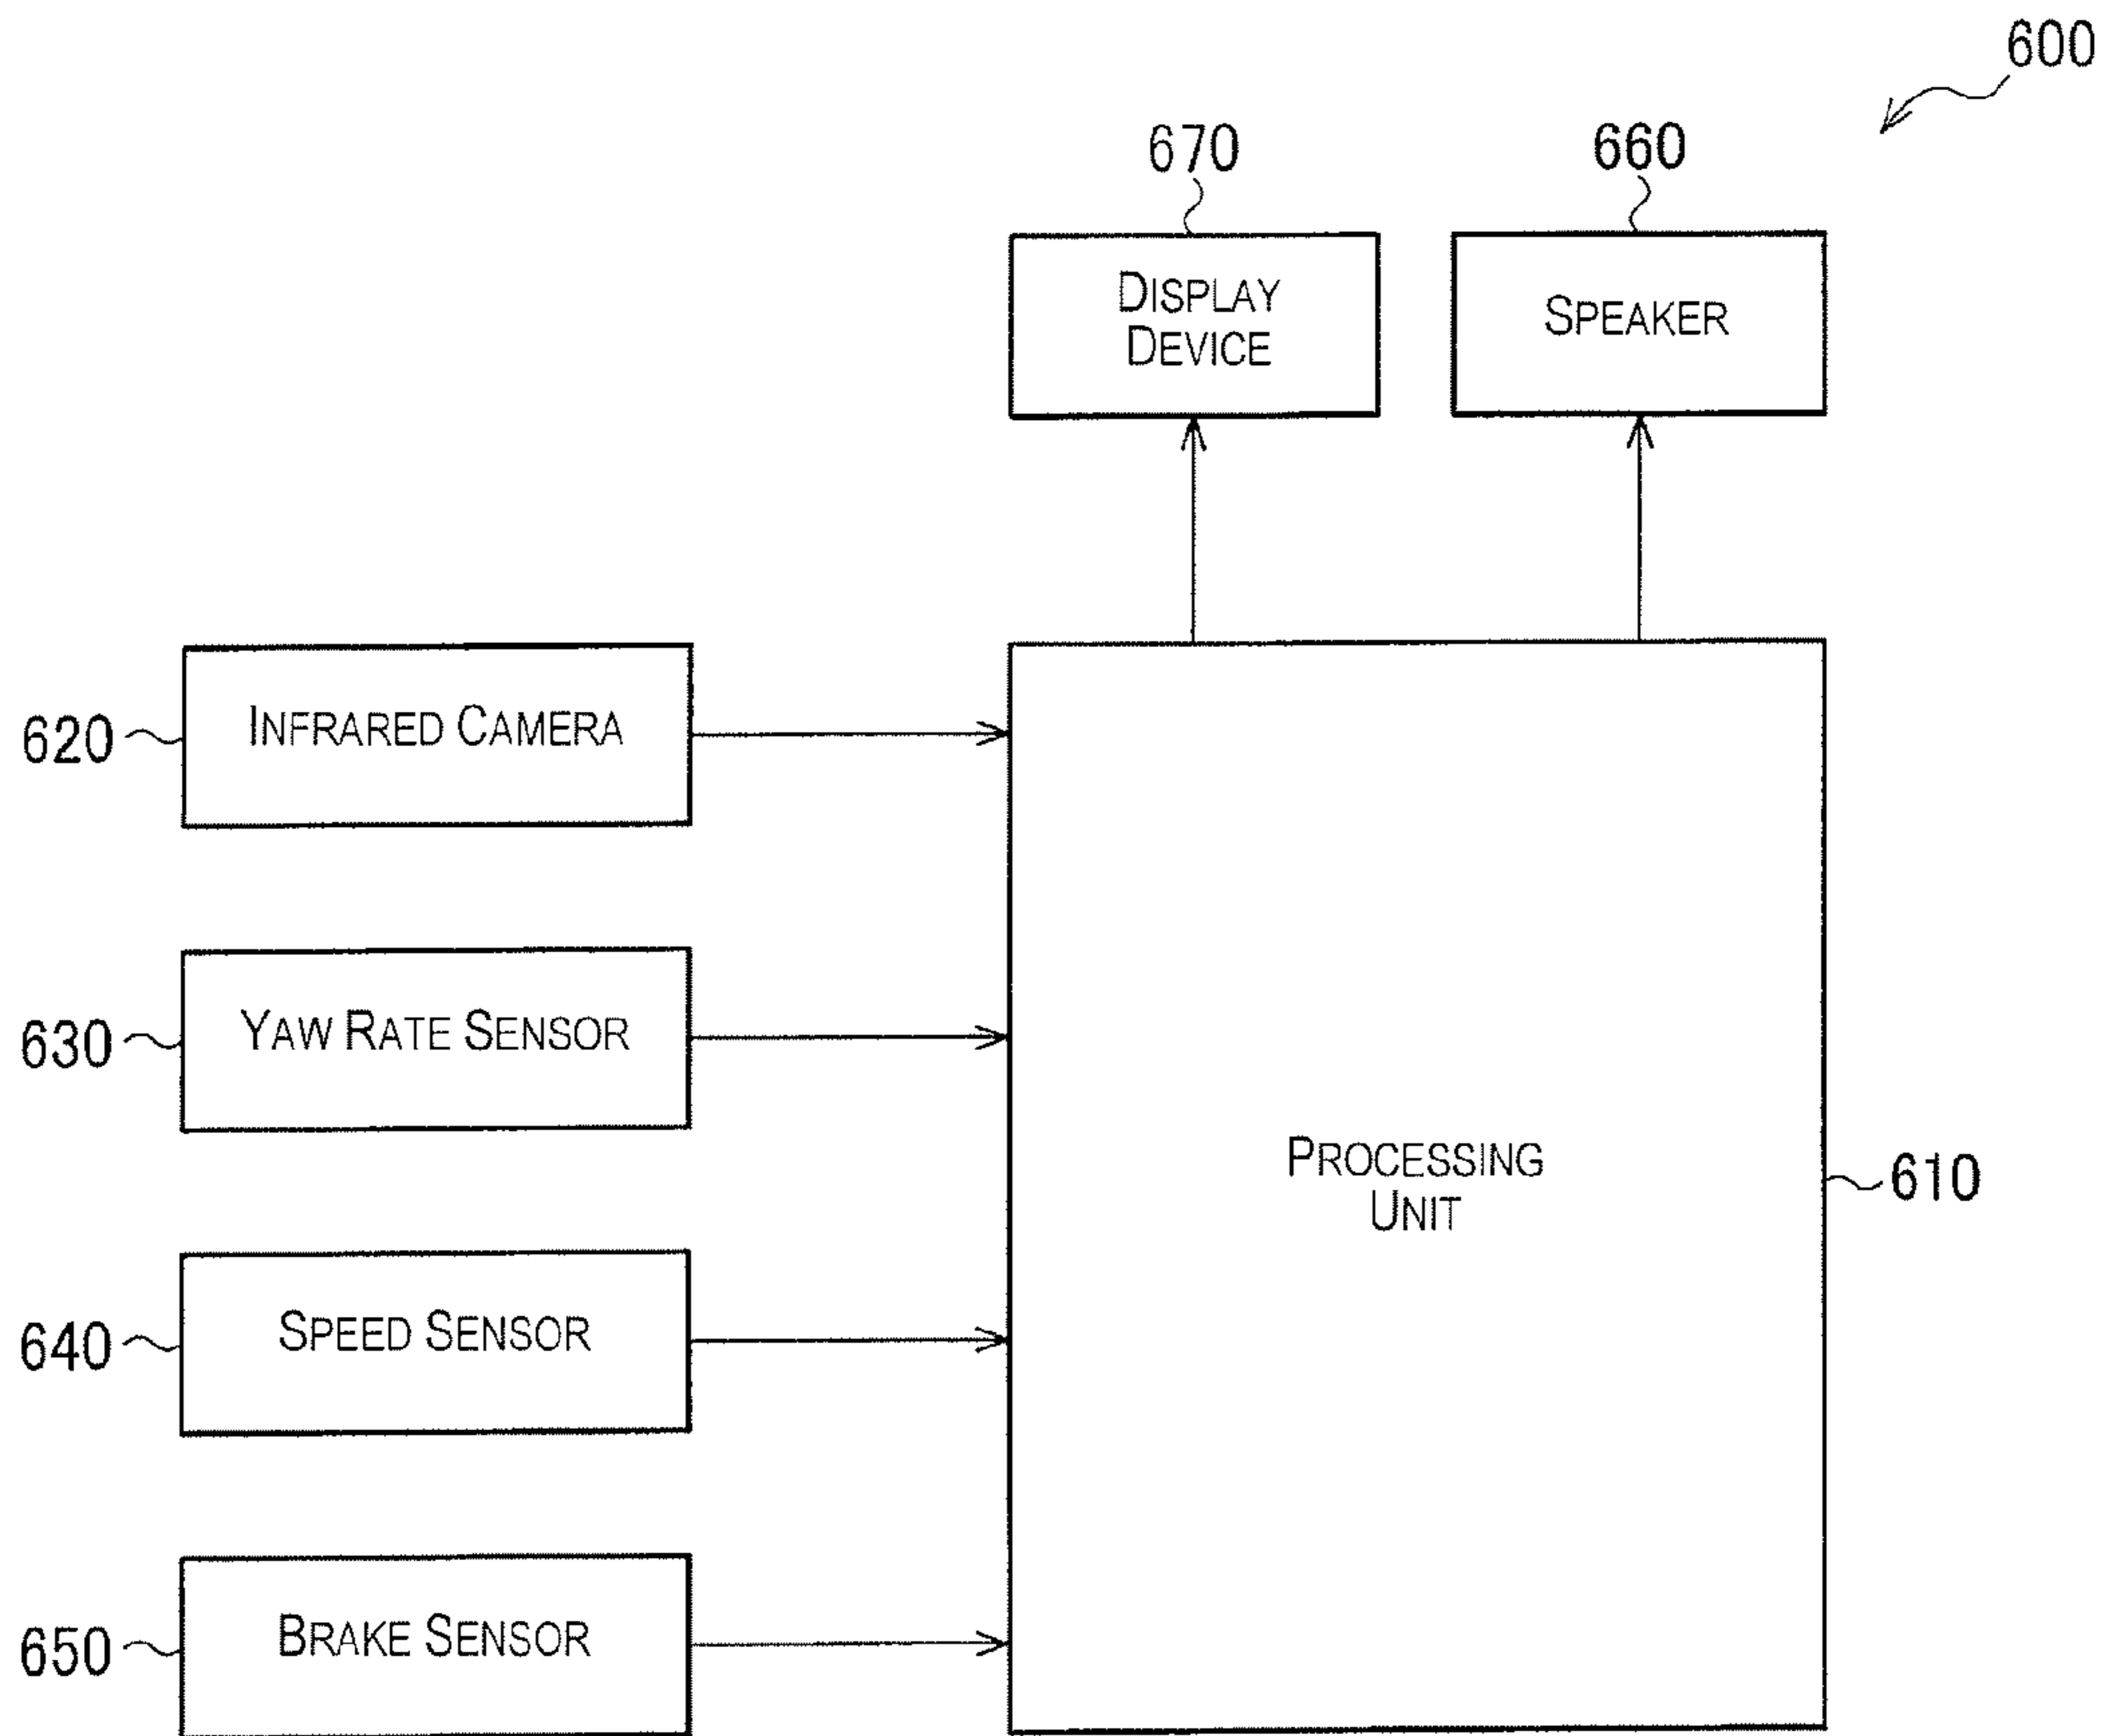 600
670
660
DISPLAY
DEVICE
SPEAKER
620
INFRARED CAMERA
630
YAW RATE SENSOR
PROCESSING
UNIT
610
640
SPEED SENSOR
650
BRAKE SENSOR